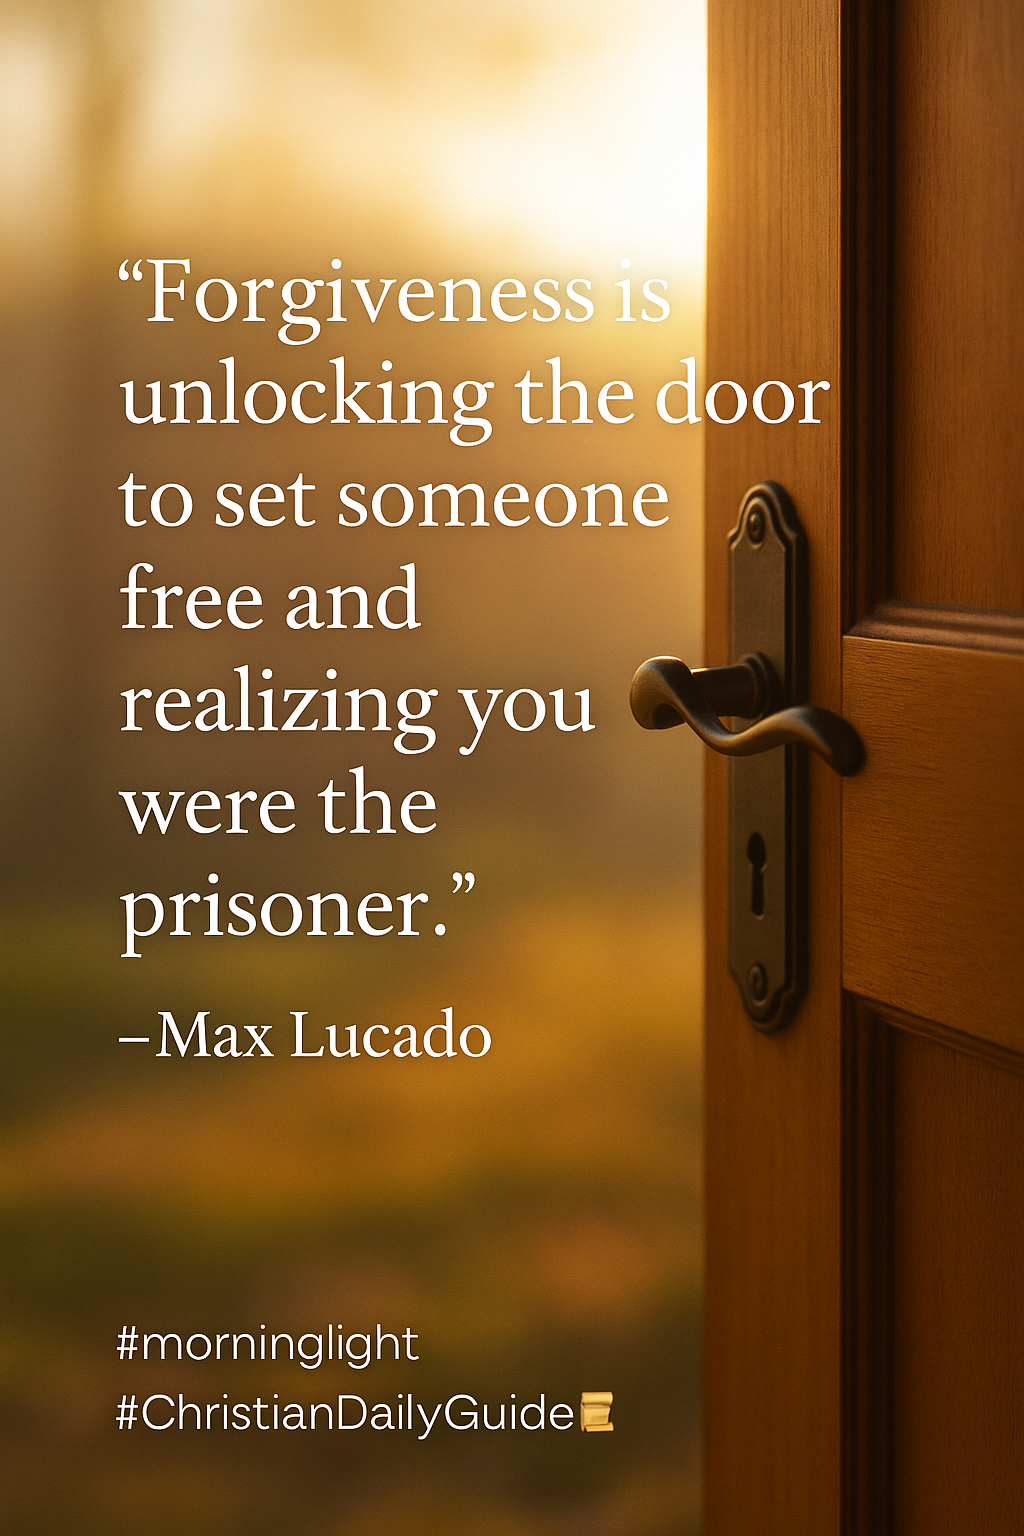 “Forgiveness is
unlocking the door
to set someone
free and
realizing you
were the
prisoner.”
–Max Lucado
#morninglight
#ChristianDailyGuide📜